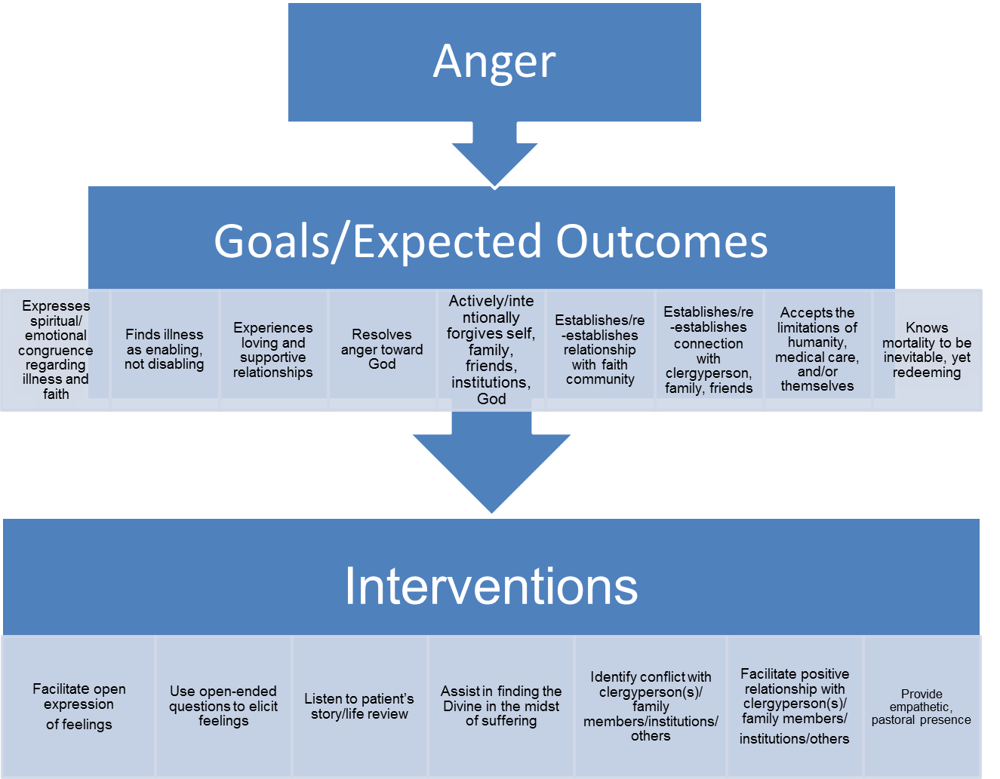 Anger
Goals/Expected Outcomes
Expresses
spiritual/
emotional
congruence
regarding
illness and
faith
Finds illness
as enabling,
not disabling
Experiences
loving and
supportive
relationships
Resolves
anger toward
God
Actively/inte
ntionally
forgives self,
family,
friends,
institutions,
God
Establishes/re
-establishes
relationship
with faith
community
Establishes/re
-establishes
connection
with
clergyperson,
family, friends
Accepts the
limitations of
humanity,
medical care,
and/or
themselves
Knows
mortality to be
inevitable, yet
redeeming
Interventions
Facilitate open
expression
of feelings
Use open-ended
questions to elicit
feelings
Listen to patient’s
story/life review
Assist in finding the
Divine in the midst
of suffering
Identify conflict with
clergyperson(s)/
family
members/institutions/
others
Facilitate positive
relationship with
clergyperson(s)/
family members/
institutions/others
Provide
empathetic,
pastoral presence